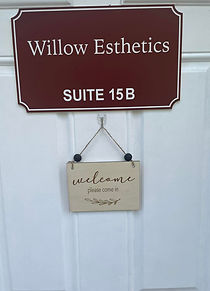 Willow Esthetics
SUITE 15B
welcome
please come in